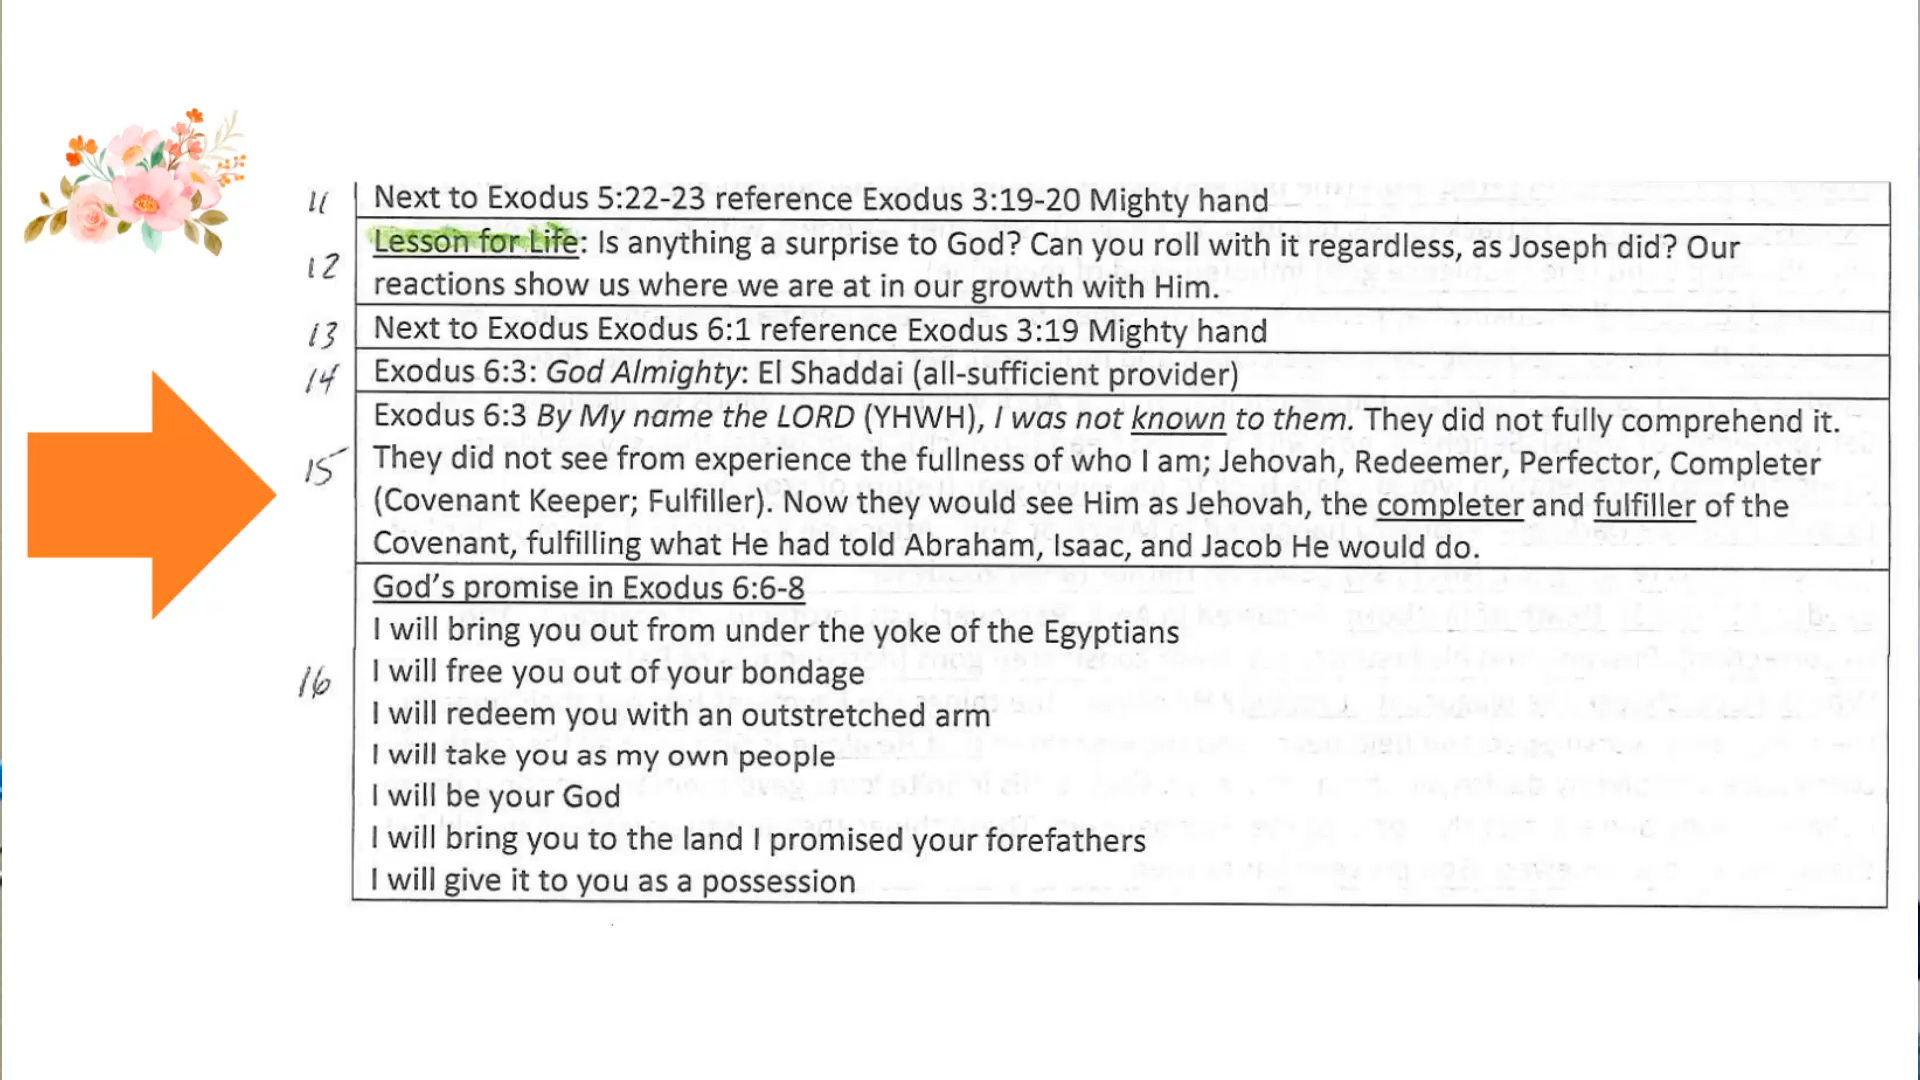 11 Next to Exodus 5:22-23 reference Exodus 3:19-20 Mighty hand
12 Lesson for Life: Is anything a surprise to God? Can you roll with it regardless, as Joseph did? Our
reactions show us where we are at in our growth with Him.
13 Next to Exodus Exodus 6:1 reference Exodus 3:19 Mighty hand
14 Exodus 6:3: God Almighty: El Shaddai (all-sufficient provider)
15 Exodus 6:3 By My name the LORD (YHWH), I was not known to them. They did not fully comprehend it.
They did not see from experience the fullness of who I am; Jehovah, Redeemer, Perfector, Completer
(Covenant Keeper; Fulfiller). Now they would see Him as Jehovah, the completer and fulfiller of the
Covenant, fulfilling what He had told Abraham, Isaac, and Jacob He would do.
16 God's promise in Exodus 6:6-8
I will bring you out from under the yoke of the Egyptians
I will free you out of your bondage
I will redeem you with an outstretched arm
I will take you as my own people
I will be your God
I will bring you to the land I promised your forefathers
I will give it to you as a possession